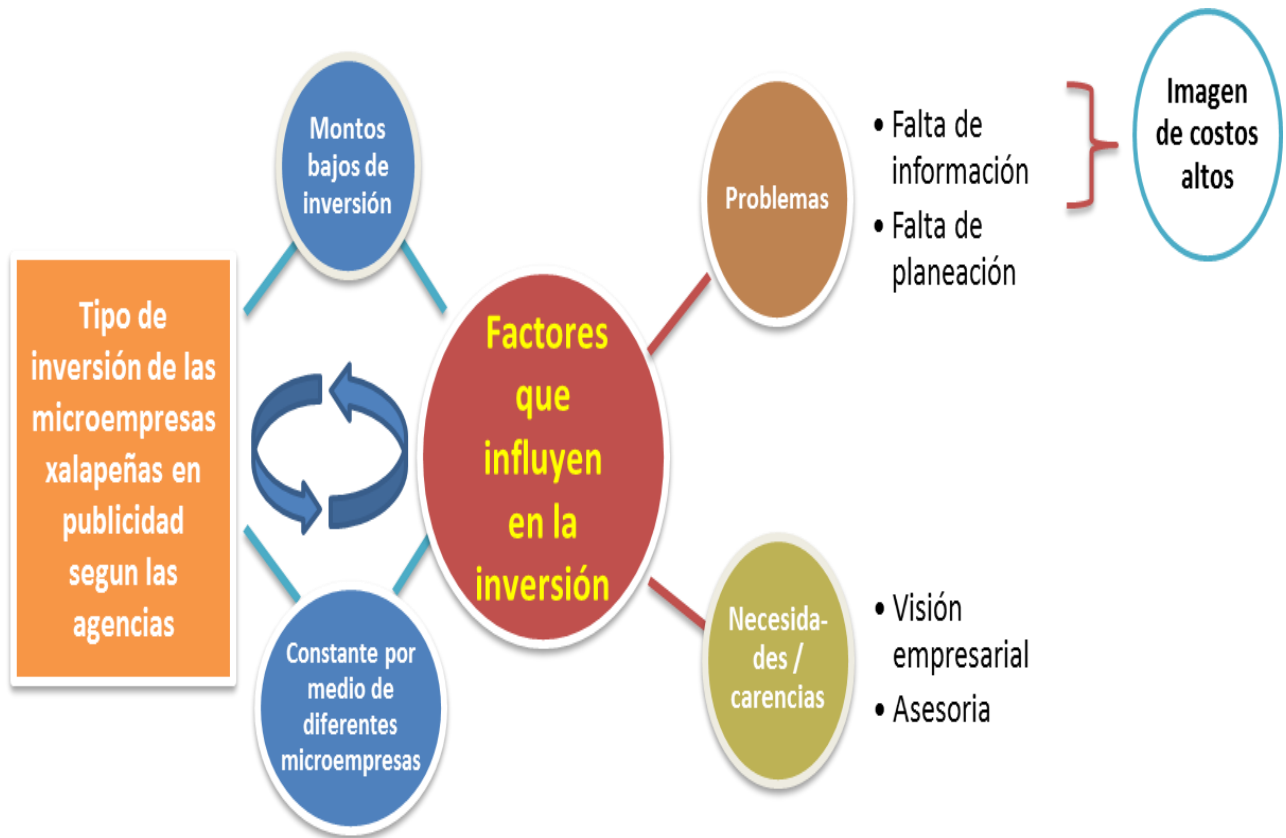 Tipo de
inversión de las
microempresas
xalapeñas en
publicidad
segun las
agencias
Montos
bajos de
inversión
Constante por
medio de
diferentes
microempresas
Factores
que
influyen
en la
inversión
Problemas
• Falta de
información
• Falta de
planeación
Imagen
de costos
altos
Necesida-
des /
carencias
• Visión
empresarial
• Asesoria